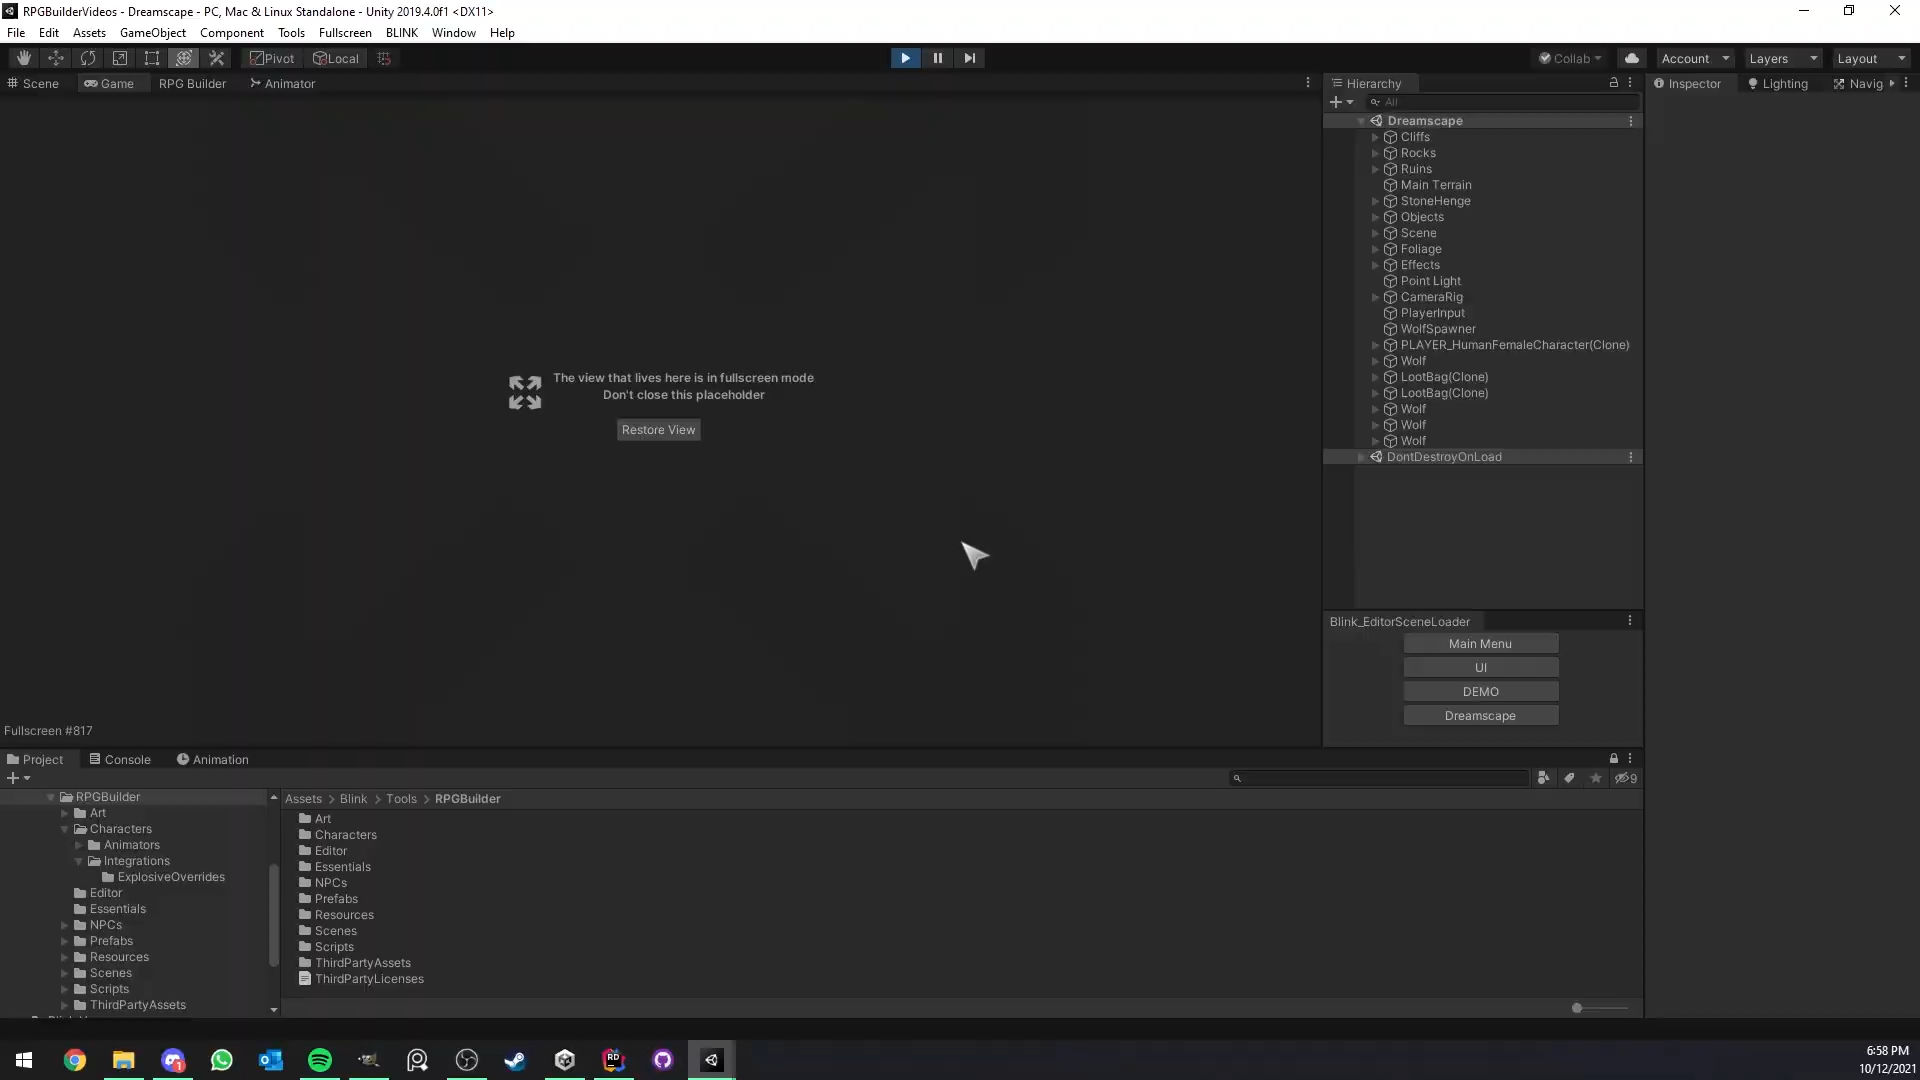 RPGBuilderVideos - Dreamscape - PC, Mac & Linux Standalone - Unity 2019.4.0f1 <DX11>
File Edit Assets GameObject Component Tools Fullscreen BLINK Window Help
Pivot Local Collab Account Layers Layout
Scene Game RPG Builder Animator Hierarchy Inspector Lighting Navig
All
Dreamscape
Cliffs
Rocks
Ruins
Main Terrain
StoneHenge
Objects
Scene
Foliage
Effects
Point Light
CameraRig
PlayerInput
WolfSpawner
PLAYER_HumanFemaleCharacter(Clone)
Wolf
LootBag(Clone)
LootBag(Clone)
Wolf
Wolf
Wolf
DontDestroyOnLoad
The view that lives here is in fullscreen mode
Don't close this placeholder
Restore View
Fullscreen #817
Blink_EditorSceneLoader
Main Menu
UI
DEMO
Dreamscape
Project Console Animation
9
RPGBuilder
Art
Characters
Animators
Integrations
ExplosiveOverrides
Editor
Essentials
NPCs
Prefabs
Resources
Scenes
Scripts
ThirdPartyAssets
Assets > Blink > Tools > RPGBuilder
Art
Characters
Editor
Essentials
NPCs
Prefabs
Resources
Scenes
Scripts
ThirdPartyAssets
ThirdPartyLicenses
1
RD
6:58 PM
10/12/2021